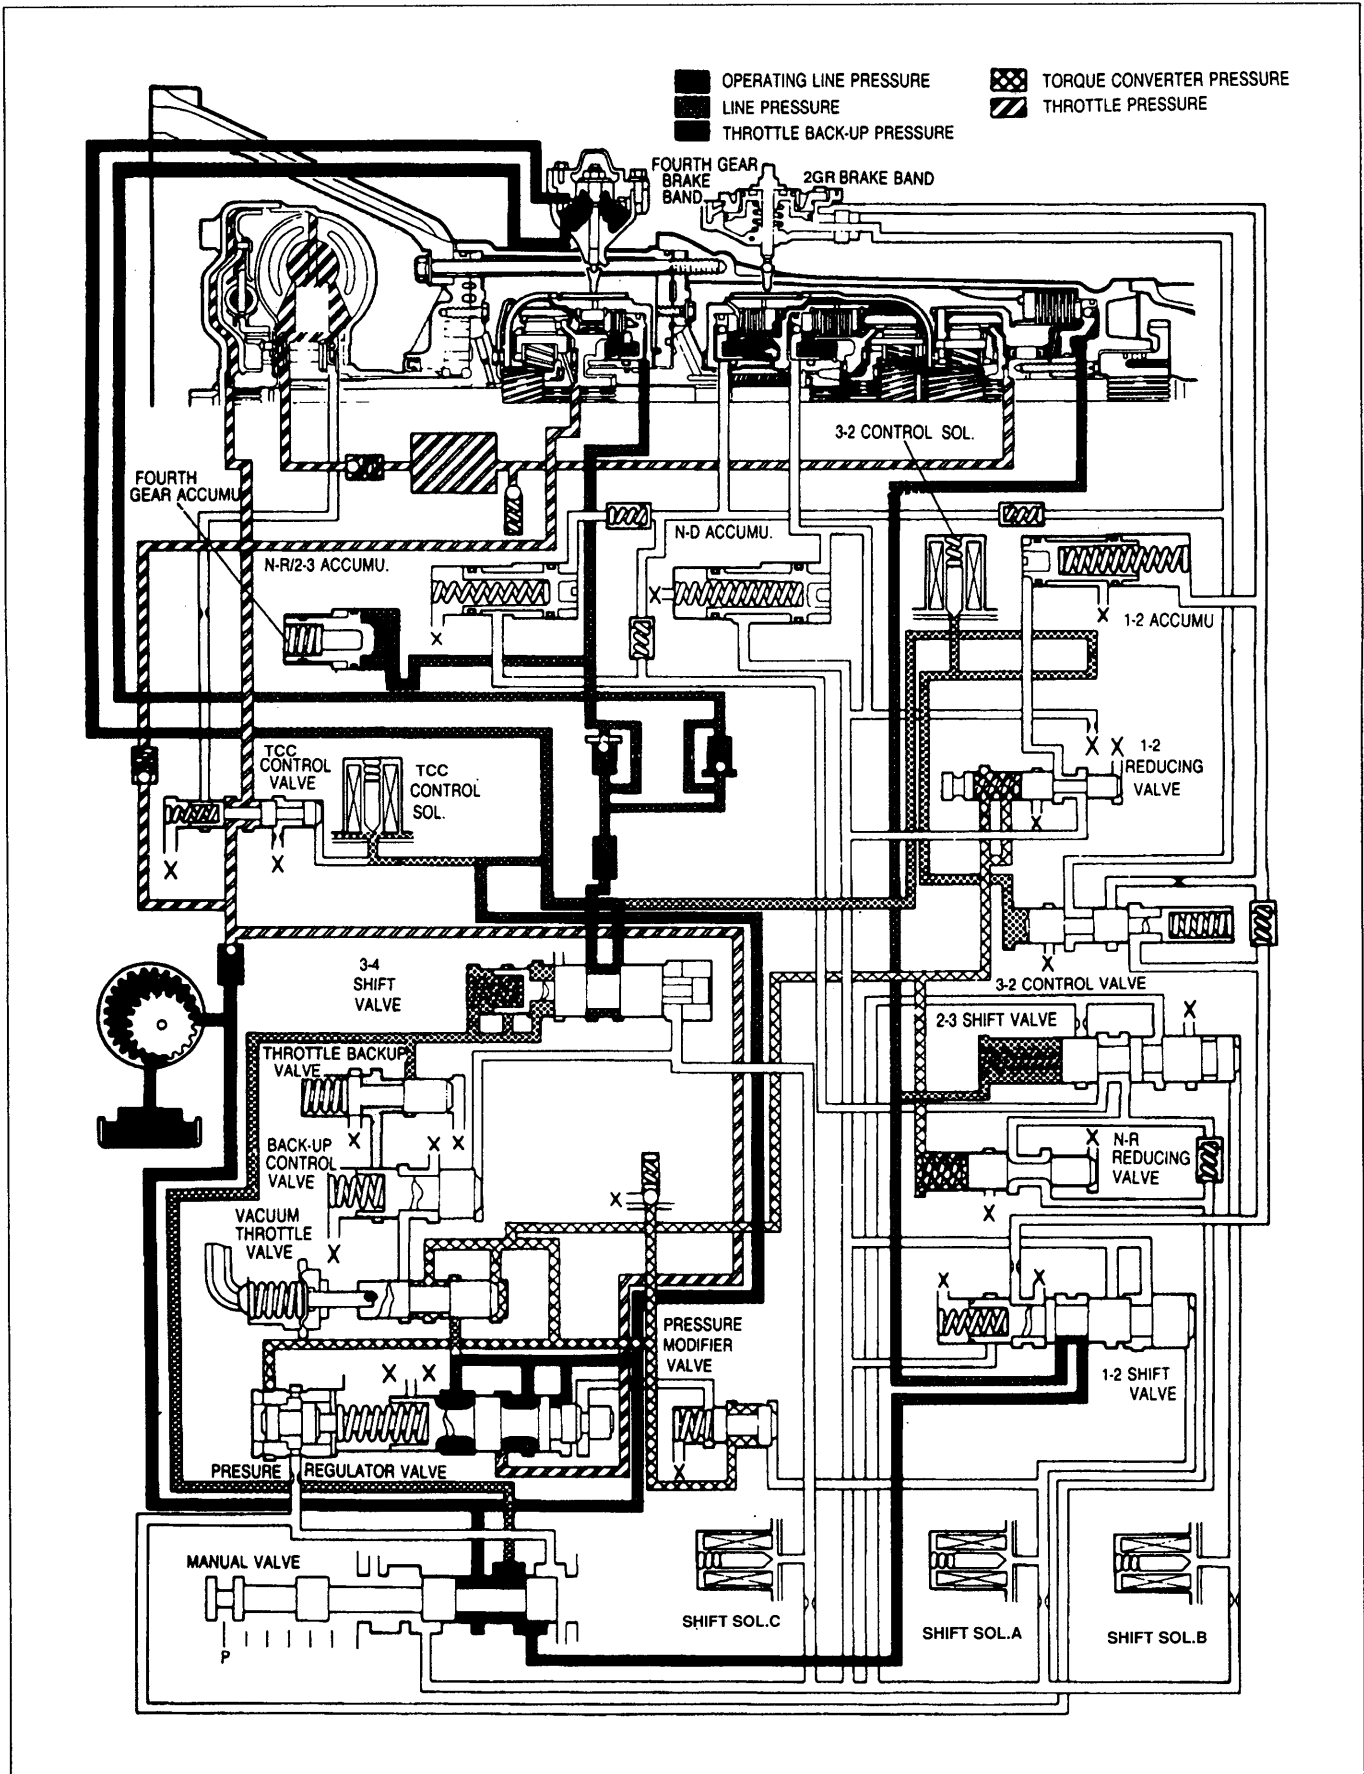 OPERATING LINE PRESSURE
LINE PRESSURE
THROTTLE BACK-UP PRESSURE
TORQUE CONVERTER PRESSURE
THROTTLE PRESSURE
FOURTH GEAR
BRAKE
BAND
2GR BRAKE BAND
3-2 CONTROL SOL.
FOURTH
GEAR ACCUMU
N-R/2-3 ACCUMU.
N-D ACCUMU.
X
X
X
1-2 ACCUMU
TCC
CONTROL
VALVE
TCC
CONTROL
SOL.
X
X
1-2
REDUCING
VALVE
X
X
X
3-4
SHIFT
VALVE
X
3-2 CONTROL VALVE
2-3 SHIFT VALVE
X
THROTTLE BACKUP
VALVE
X
X
X
BACK-UP
CONTROL
VALVE
X
X
N-R
REDUCING
VALVE
X
X
VACUUM
THROTTLE
VALVE
X
X
X
PRESSURE
MODIFIER
VALVE
X
X
1-2 SHIFT
VALVE
X
PRESURE REGULATOR VALVE
MANUAL VALVE
P
SHIFT SOL.C
SHIFT SOL.A
SHIFT SOL.B